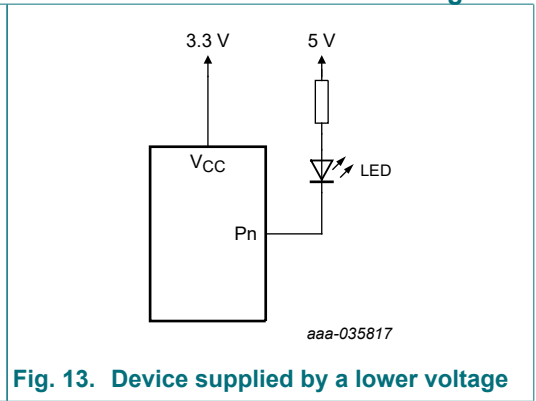 3.3 V
5 V
VCC
LED
Pn
aaa-035817
Fig. 13. Device supplied by a lower voltage